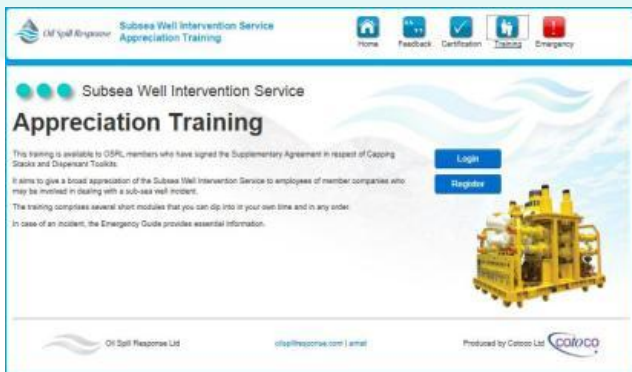 Oil Spill Response
Subsea Well Intervention Service
Appreciation Training
Home
Feedback
Certification
Training
Emergency
Subsea Well Intervention Service
Appreciation Training
This training is available to OSRL members who have signed the Supplementary Agreement in respect of Capping
Stacks and Dispersant Toolkits.
It aims to give a broad appreciation of the Subsea Well Intervention Service to employees of member companies who
may be involved in dealing with a sub-sea well incident.
The training comprises several short modules that you can dip into in your own time and in any order.
In case of an incident, the Emergency Guide provides essential information.
Login
Register
Oil Spill Response Ltd
oilspillresponse.com | email
Produced by Cotoco Ltd
cotoco